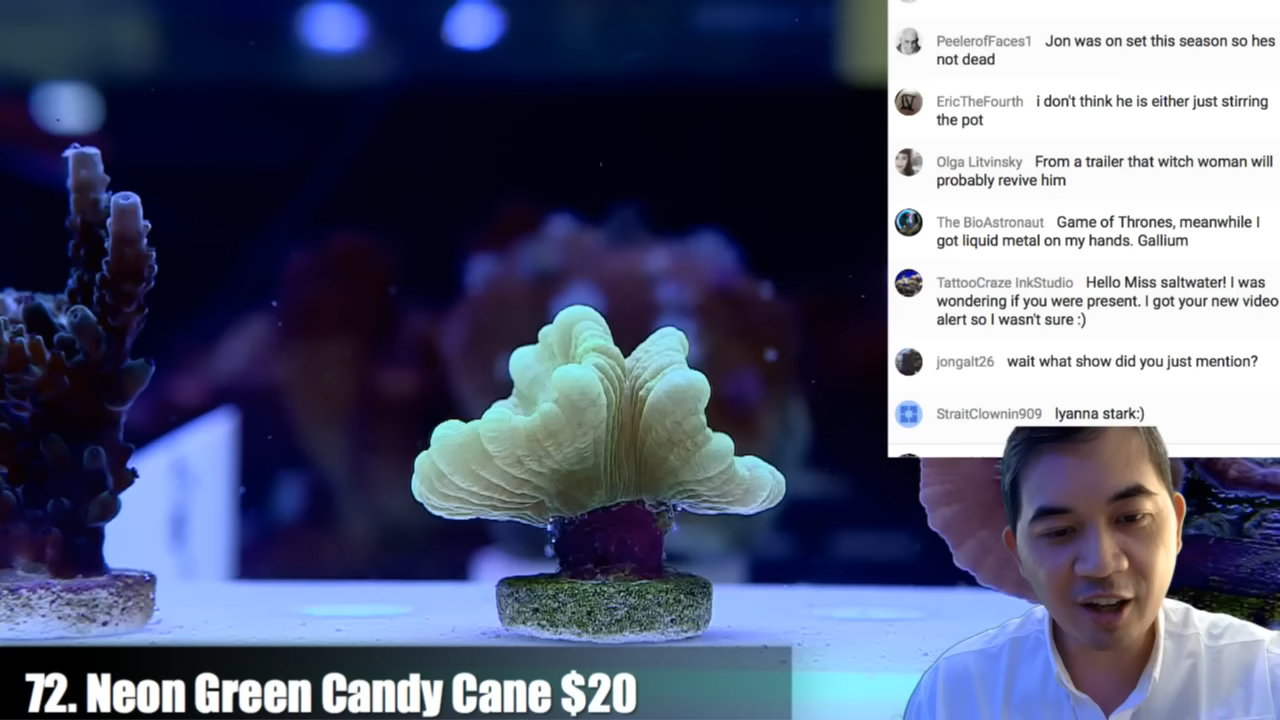 PeelerofFaces1 Jon was on set this season so hes
not dead
EricTheFourth i don't think he is either just stirring
the pot
Olga Litvinsky From a trailer that witch woman will
probably revive him
The BioAstronaut Game of Thrones, meanwhile I
got liquid metal on my hands. Gallium
TattooCraze InkStudio Hello Miss saltwater! I was
wondering if you were present. I got your new video
alert so I wasn't sure :)
jongalt26 wait what show did you just mention?
StraitClownin909 lyanna stark:)
72. Neon Green Candy Cane $20